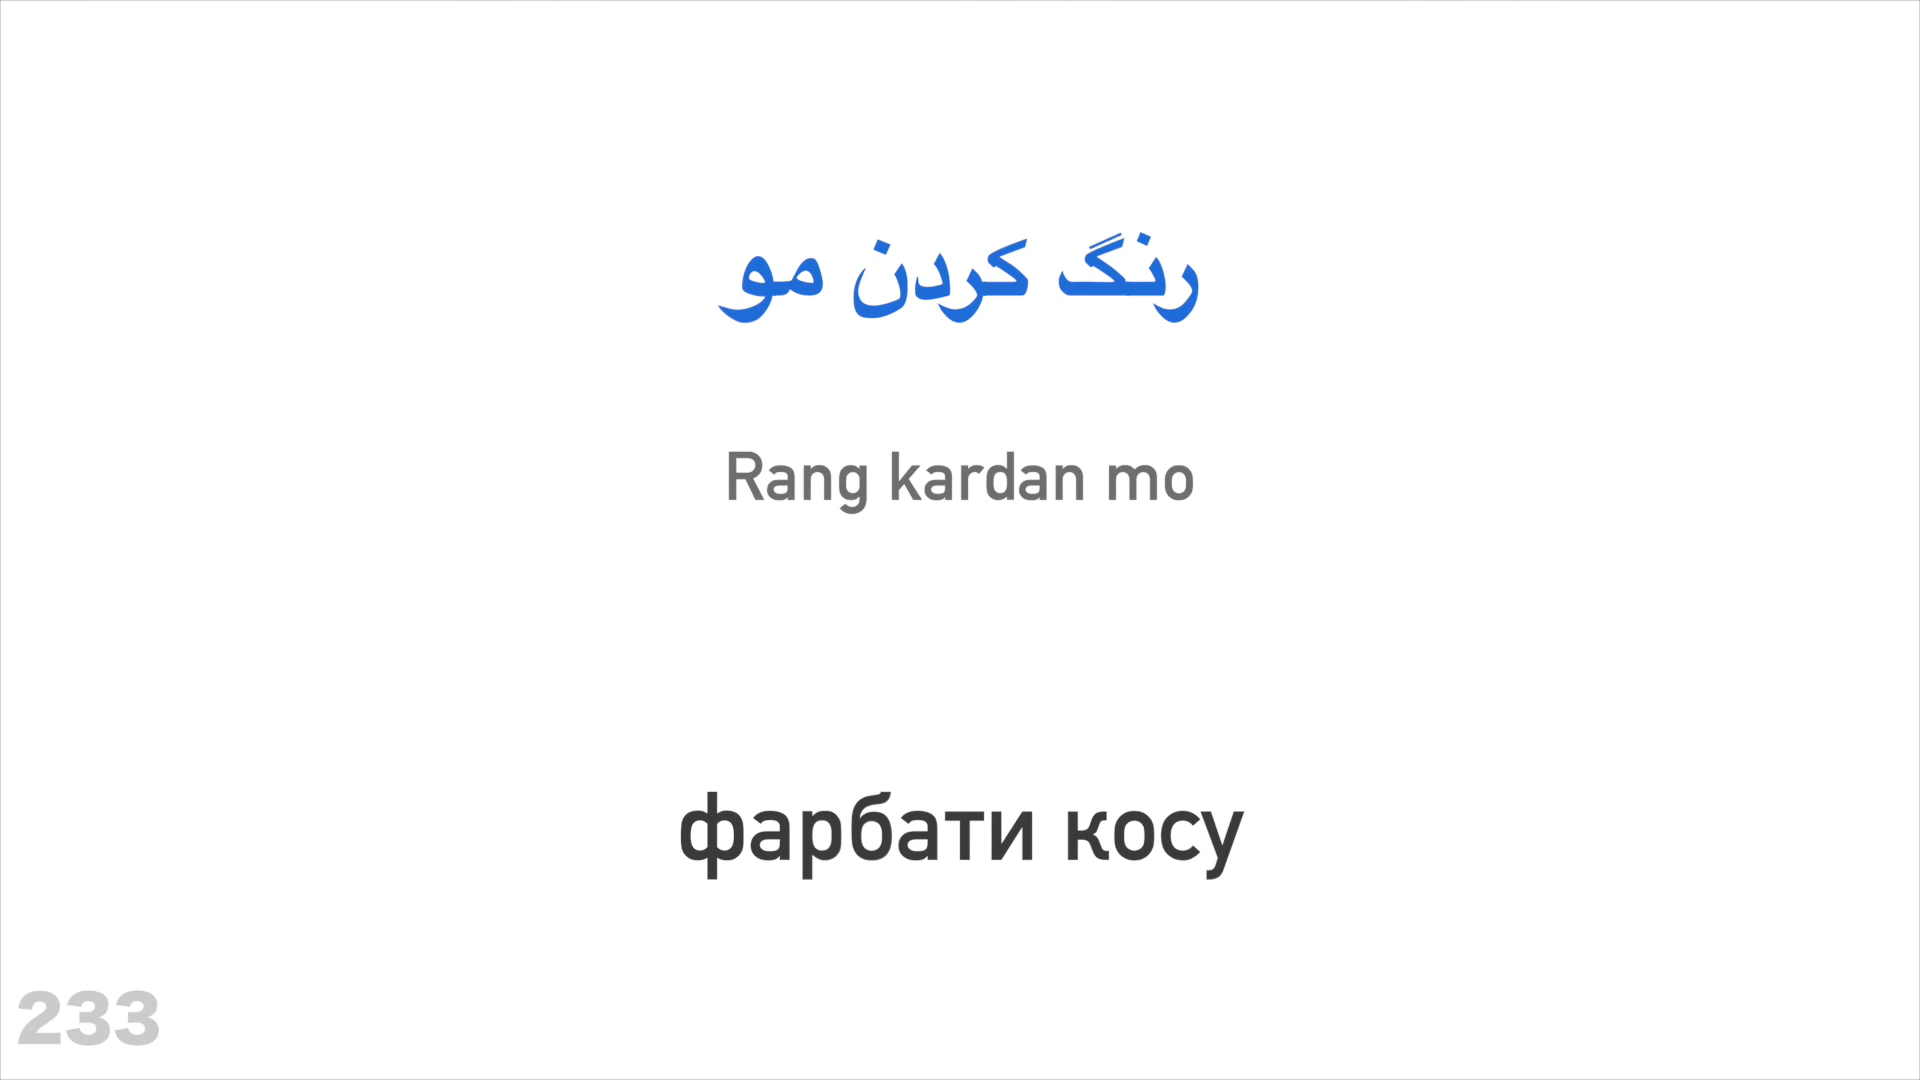 رنگ کردن مو
Rang kardan mo
фарбати косу
233